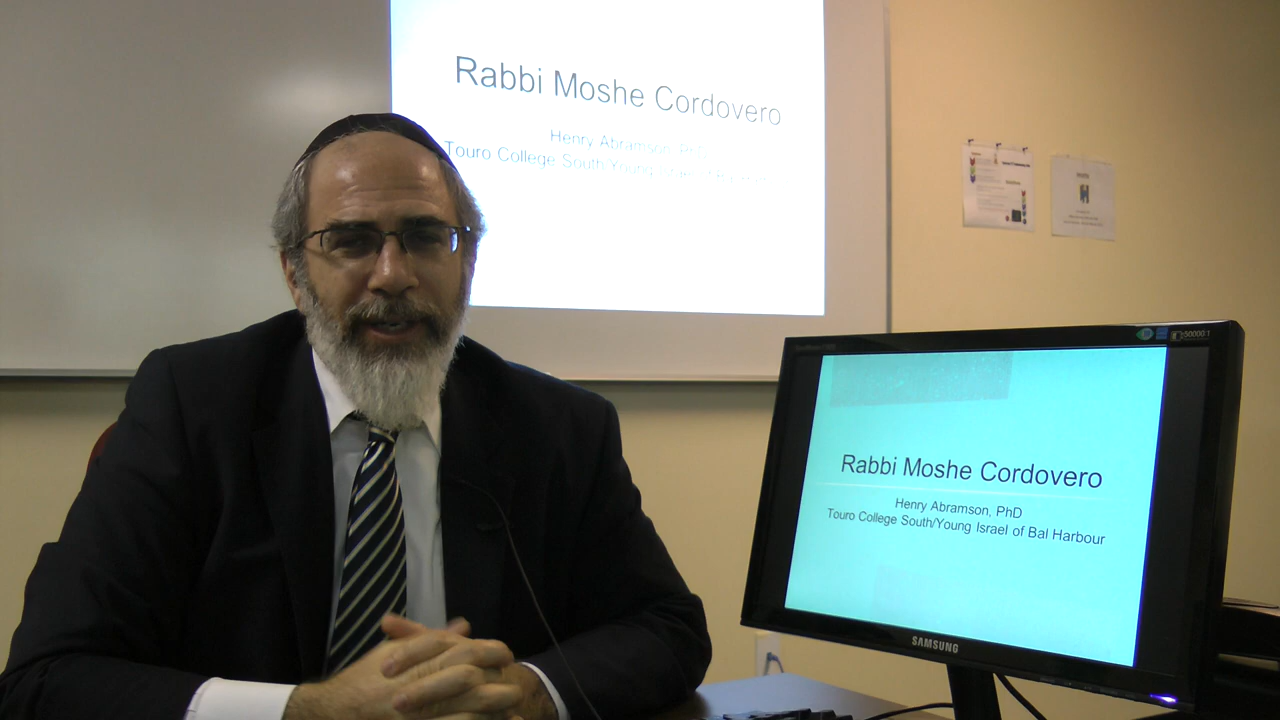 Rabbi Moshe Cordovero
Henry Abramson, PhD
Touro College South/Young Israel of Bal Harbour
Rabbi Moshe Cordovero
Henry Abramson, PhD
Touro College South/Young Israel of Bal Harbour
SAMSUNG